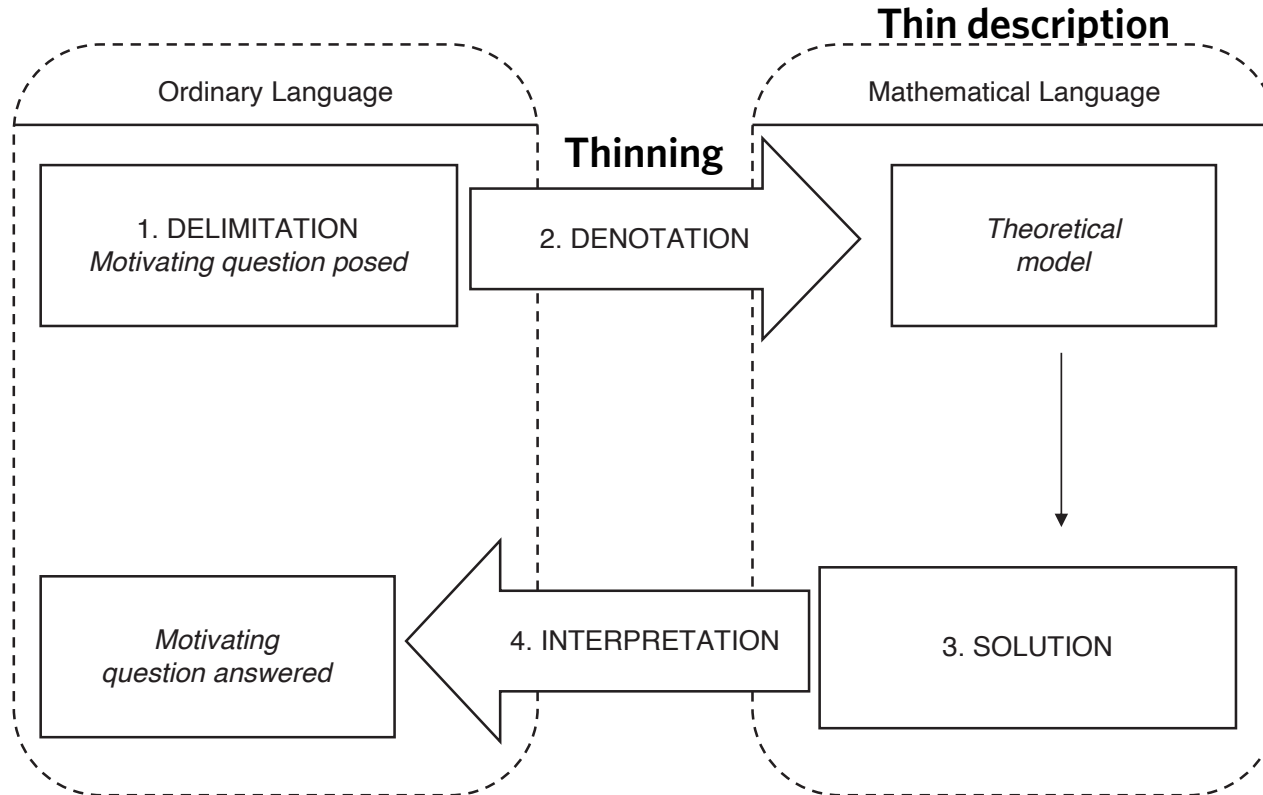 Thin description
Ordinary Language
Mathematical Language
Thinning
1. DELIMITATION
Motivating question posed
2. DENOTATION
Theoretical
model
Motivating
question answered
4. INTERPRETATION
3. SOLUTION